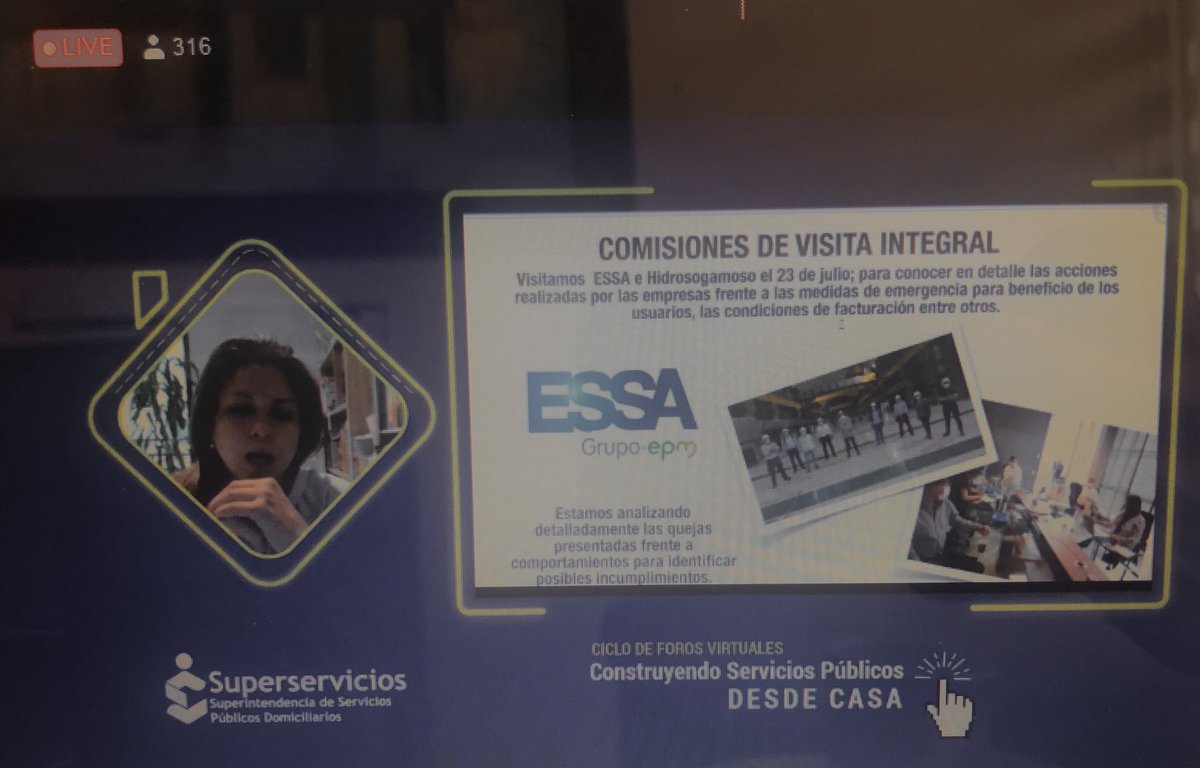 LIVE
316
COMISIONES DE VISITA INTEGRAL
Visitamos ESSA e Hidrosogamoso el 23 de julio; para conocer en detalle las acciones
realizadas por las empresas frente a las medidas de emergencia para beneficio de los
usuarios, las condiciones de facturación entre otros.
ESSA
Grupo·epm
Estamos analizando
detalladamente las quejas
presentadas frente a
comportamientos para identificar
posibles incumplimientos.
Superservicios
Superintendencia de Servicios
Públicos Domiciliarios
CICLO DE FOROS VIRTUALES
Construyendo Servicios Públicos
DESDE CASA